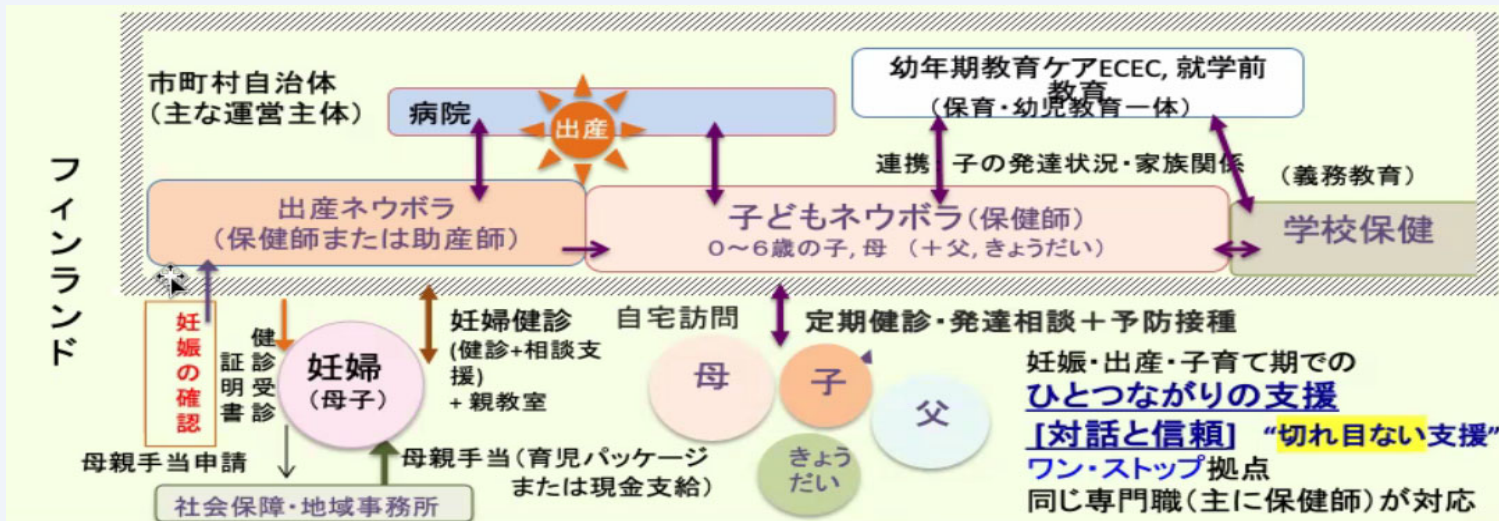 フィンランド
市町村自治体
(主な運営主体)
病院
出産
幼年期教育ケアECEC, 就学前
教育
(保育・幼児教育一体)
連携・子の発達状況・家族関係
(義務教育)
出産ネウボラ
(保健師または助産師)
子どもネウボラ(保健師)
0~6歳の子, 母 (+父, きょうだい)
学校保健
妊娠の確認
健診受診
証明書
妊婦
(母子)
妊婦健診
(健診+相談支
援)
+ 親教室
自宅訪問
定期健診・発達相談+予防接種
母
子
父
きょう
だい
母親手当申請
母親手当(育児パッケージ
または現金支給)
社会保障・地域事務所
妊娠・出産・子育て期での
ひとつながりの支援
[対話と信頼] “切れ目ない支援”
ワン・ストップ拠点
同じ専門職(主に保健師)が対応